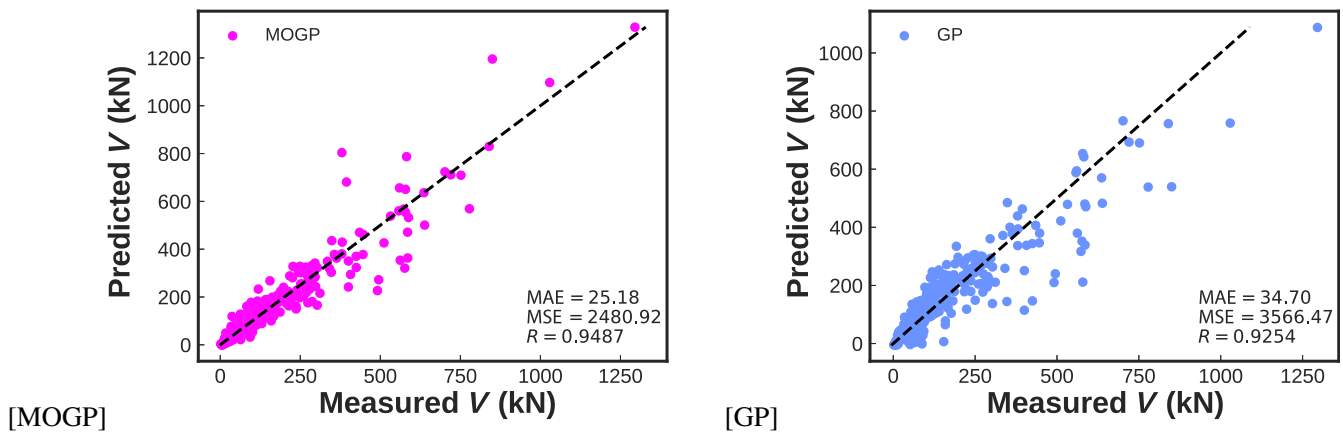 MOGP
Predicted V (kN)
1200
1000
800
600
400
200
0
MAE = 25.18
MSE = 2480.92
R = 0.9487
0 250 500 750 1000 1250
Measured V (kN)
[MOGP]
GP
Predicted V (kN)
1000
800
600
400
200
0
MAE = 34.70
MSE = 3566.47
R = 0.9254
0 250 500 750 1000 1250
Measured V (kN)
[GP]